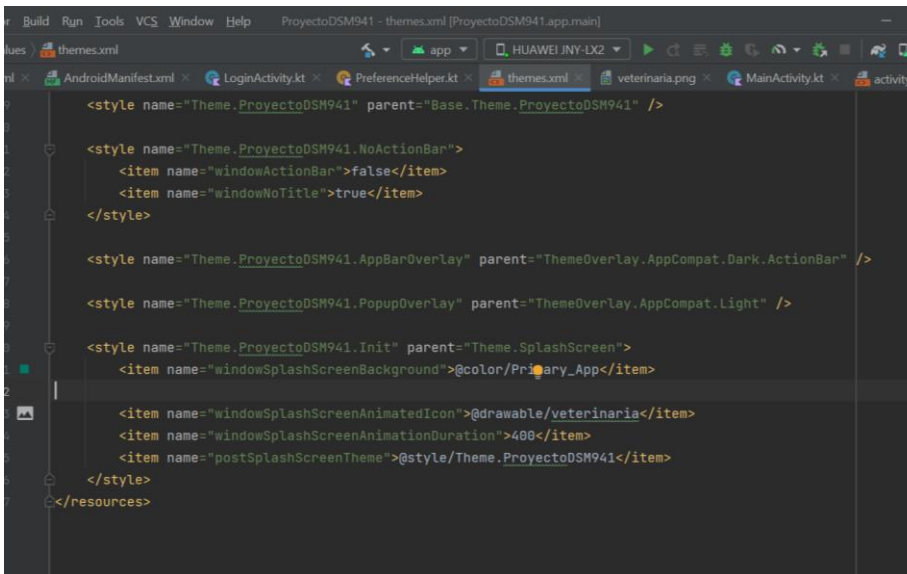 Build Run Tools VCS Window Help ProyectoDSM941 - themes.xml [ProyectoDSM941.app.main]
themes.xml app HUAWEI JNY-LX2
AndroidManifest.xml LoginActivity.kt PreferenceHelper.kt themes.xml veterinaria.png MainActivity.kt
<style name="Theme.ProyectoDSM941" parent="Base.Theme.ProyectoDSM941" />
<style name="Theme.ProyectoDSM941.NoActionBar">
<item name="windowActionBar">false</item>
<item name="windowNoTitle">true</item>
</style>
<style name="Theme.ProyectoDSM941.AppBarOverlay" parent="ThemeOverlay.AppCompat.Dark.ActionBar" />
<style name="Theme.ProyectoDSM941.PopupOverlay" parent="ThemeOverlay.AppCompat.Light" />
<style name="Theme.ProyectoDSM941.Init" parent="Theme.SplashScreen">
<item name="windowSplashScreenBackground">@color/Primary_App</item>
<item name="windowSplashScreenAnimatedIcon">@drawable/veterinaria</item>
<item name="windowSplashScreenAnimationDuration">400</item>
<item name="postSplashScreenTheme">@style/Theme.ProyectoDSM941</item>
</style>
</resources>